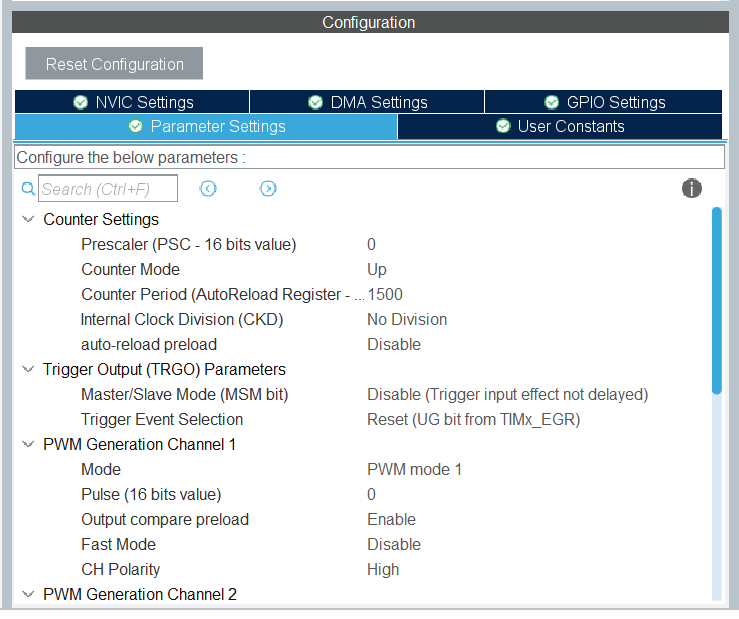 Configuration
Reset Configuration
NVIC Settings DMA Settings GPIO Settings
Parameter Settings User Constants
Configure the below parameters :
Search (Ctrl+F)
Counter Settings
Prescaler (PSC - 16 bits value) 0
Counter Mode Up
Counter Period (AutoReload Register - ... 1500
Internal Clock Division (CKD) No Division
auto-reload preload Disable
Trigger Output (TRGO) Parameters
Master/Slave Mode (MSM bit) Disable (Trigger input effect not delayed)
Trigger Event Selection Reset (UG bit from TIMx_EGR)
PWM Generation Channel 1
Mode PWM mode 1
Pulse (16 bits value) 0
Output compare preload Enable
Fast Mode Disable
CH Polarity High
PWM Generation Channel 2